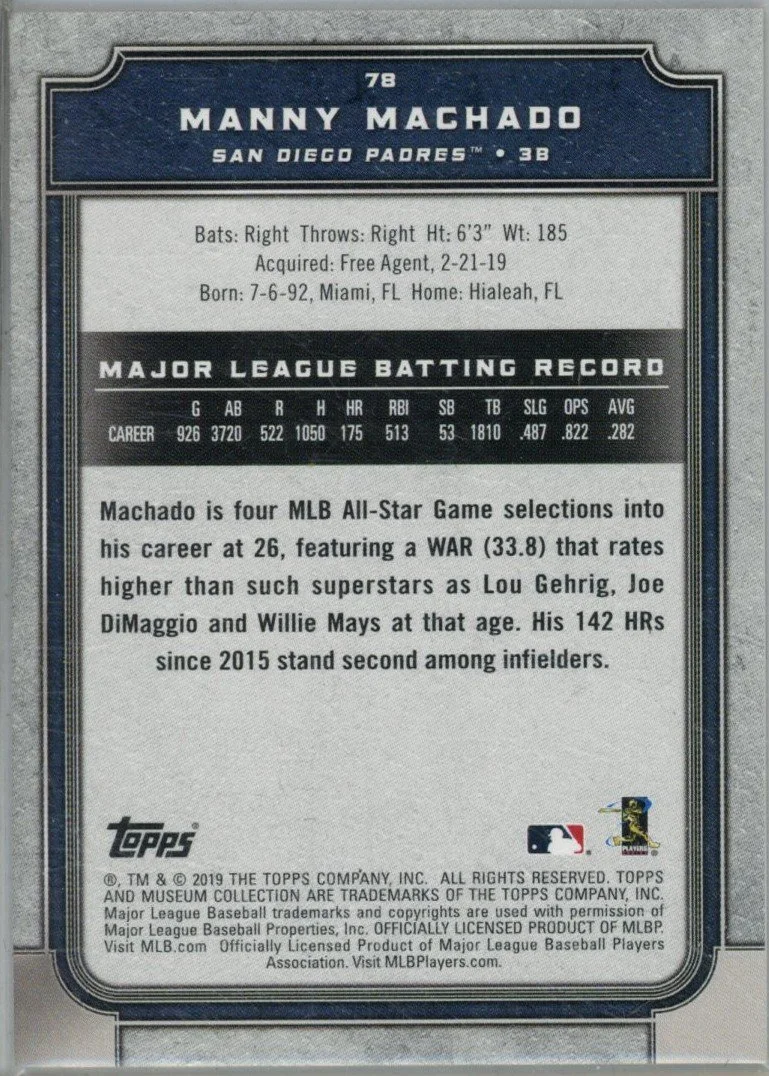 78
MANNY MACHADO
SAN DIEGO PADRES™ • 3B
Bats: Right Throws: Right Ht: 6'3" Wt: 185
Acquired: Free Agent, 2-21-19
Born: 7-6-92, Miami, FL Home: Hialeah, FL
MAJOR LEAGUE BATTING RECORD
G AB R H HR RBI SB TB SLG OPS AVG
CAREER 926 3720 522 1050 175 513 53 1810 .487 .822 .282
Machado is four MLB All-Star Game selections into
his career at 26, featuring a WAR (33.8) that rates
higher than such superstars as Lou Gehrig, Joe
DiMaggio and Willie Mays at that age. His 142 HRs
since 2015 stand second among infielders.
Topps®
PLAYERS
®, TM & © 2019 THE TOPPS COMPANY, INC. ALL RIGHTS RESERVED. TOPPS
AND MUSEUM COLLECTION ARE TRADEMARKS OF THE TOPPS COMPANY, INC.
Major League Baseball trademarks and copyrights are used with permission of
Major League Baseball Properties, Inc. OFFICIALLY LICENSED PRODUCT OF MLBP.
Visit MLB.com Officially Licensed Product of Major League Baseball Players
Association. Visit MLBPlayers.com.